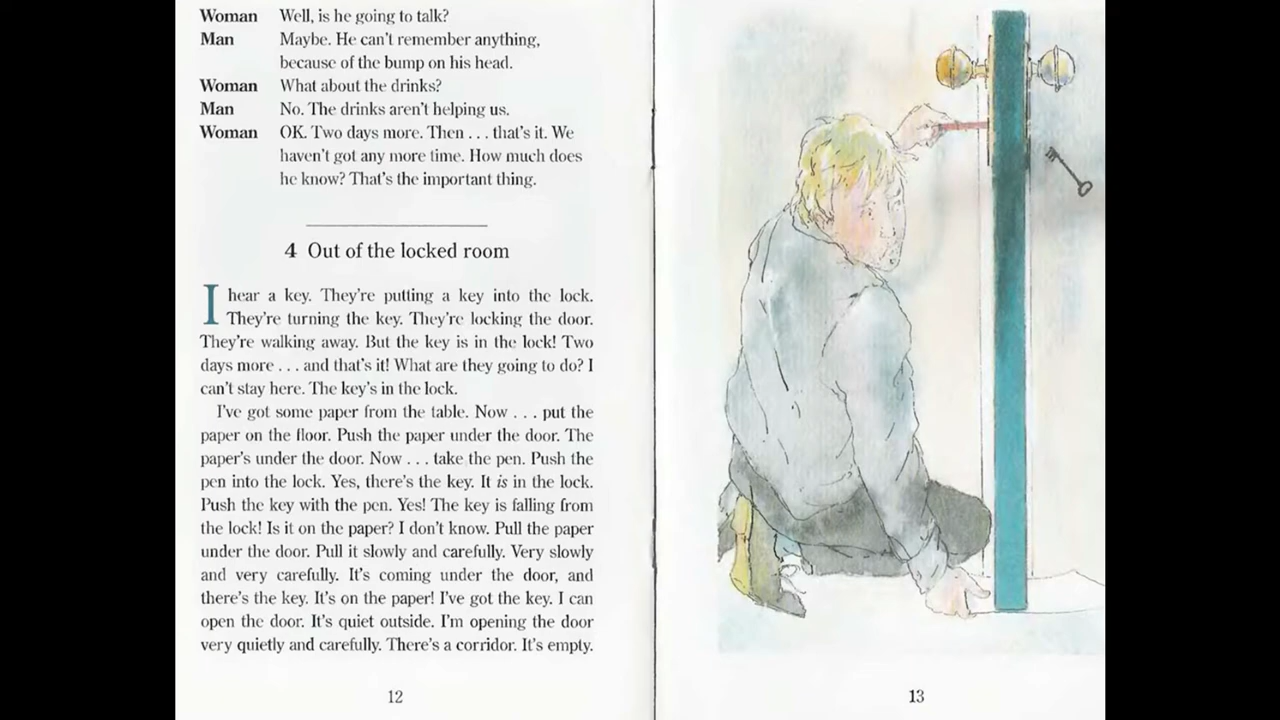 Woman Well, is he going to talk?
Man Maybe. He can't remember anything,
because of the bump on his head.
Woman What about the drinks?
Man No. The drinks aren't helping us.
Woman OK. Two days more. Then . . . that's it. We
haven't got any more time. How much does
he know? That's the important thing.
4 Out of the locked room
I hear a key. They're putting a key into the lock.
They're turning the key. They're locking the door.
They're walking away. But the key is in the lock! Two
days more . . . and that's it! What are they going to do? I
can't stay here. The key's in the lock.
I've got some paper from the table. Now . . . put the
paper on the floor. Push the paper under the door. The
paper's under the door. Now . . . take the pen. Push the
pen into the lock. Yes, there's the key. It is in the lock.
Push the key with the pen. Yes! The key is falling from
the lock! Is it on the paper? I don't know. Pull the paper
under the door. Pull it slowly and carefully. Very slowly
and very carefully. It's coming under the door, and
there's the key. It's on the paper! I've got the key. I can
open the door. It's quiet outside. I'm opening the door
very quietly and carefully. There's a corridor. It's empty.
12
13